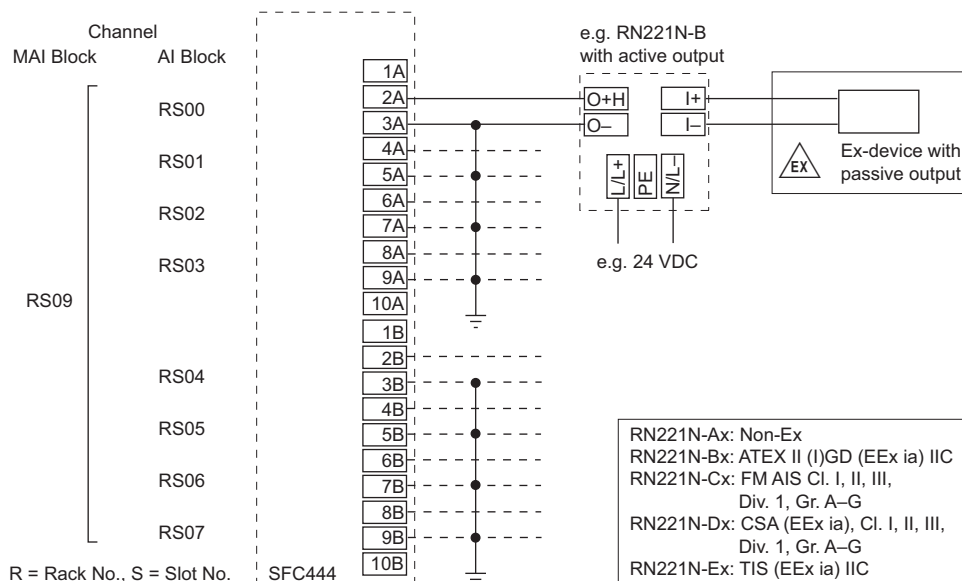 Channel
MAI Block
AI Block
RS00
RS01
RS02
RS03
RS09
RS04
RS05
RS06
RS07
R = Rack No., S = Slot No.
SFC444
1A
2A
3A
4A
5A
6A
7A
8A
9A
10A
1B
2B
3B
4B
5B
6B
7B
8B
9B
10B
e.g. RN221N-B
with active output
O+H
I+
O–
I–
L/L+
PE
N/L–
e.g. 24 VDC
EX
Ex-device with
passive output
RN221N-Ax: Non-Ex
RN221N-Bx: ATEX II (I)GD (EEx ia) IIC
RN221N-Cx: FM AIS Cl. I, II, III,
Div. 1, Gr. A–G
RN221N-Dx: CSA (EEx ia), Cl. I, II, III,
Div. 1, Gr. A–G
RN221N-Ex: TIS (EEx ia) IIC